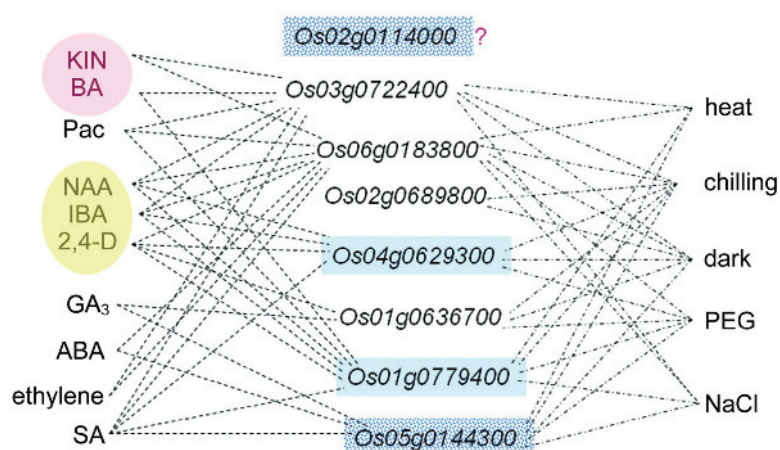 Os02g0114000 ?
KIN
BA
Pac
NAA
IBA
2,4-D
GA₃
ABA
ethylene
SA
Os03g0722400
Os06g0183800
Os02g0689800
Os04g0629300
Os01g0636700
Os01g0779400
Os05g0144300
heat
chilling
dark
PEG
NaCl